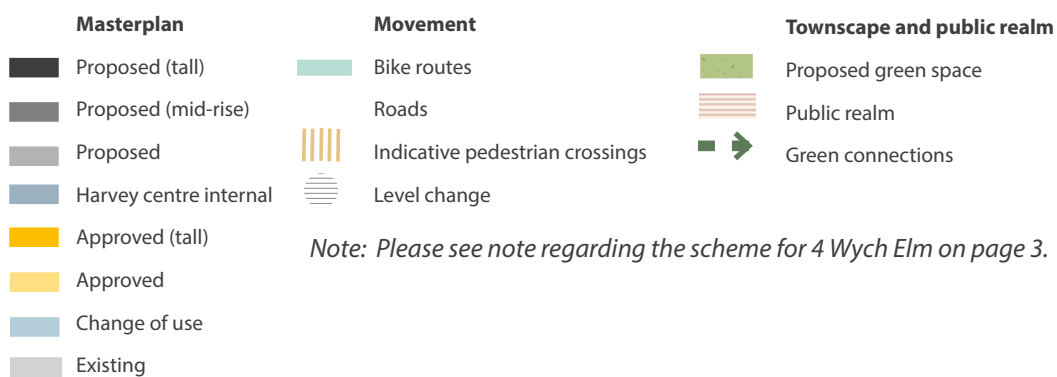 Masterplan
Proposed (tall)
Proposed (mid-rise)
Proposed
Harvey centre internal
Approved (tall)
Approved
Change of use
Existing
Movement
Bike routes
Roads
Indicative pedestrian crossings
Level change
Townscape and public realm
Proposed green space
Public realm
Green connections
Note: Please see note regarding the scheme for 4 Wych Elm on page 3.